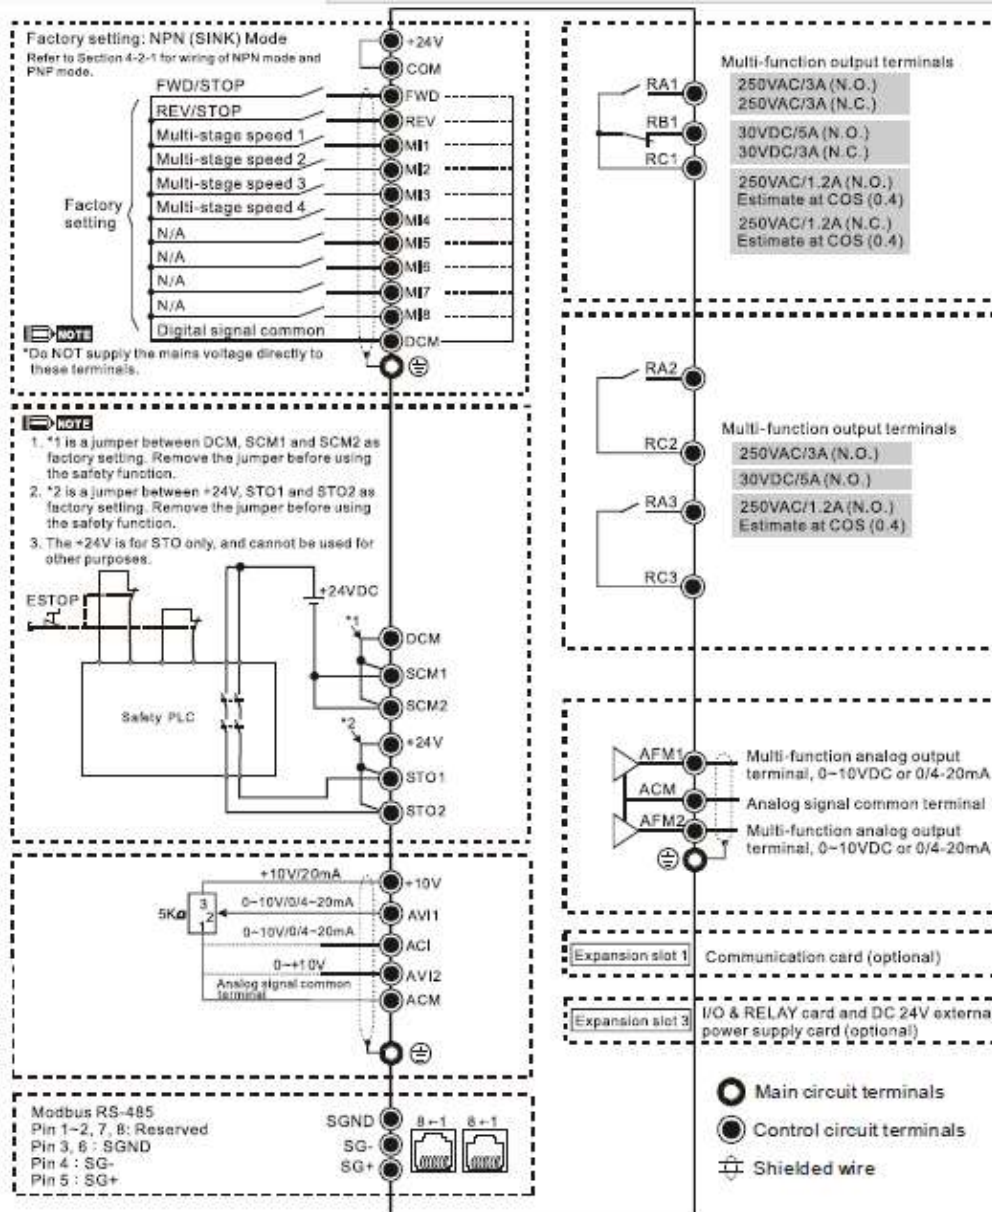 Factory setting: NPN (SINK) Mode
Refer to Section 4-2-1 for wiring of NPN mode and
PNP mode.
+24V
COM
FWD/STOP
FWD
REV/STOP
REV
Multi-stage speed 1
MI1
Multi-stage speed 2
MI2
Multi-stage speed 3
MI3
Multi-stage speed 4
MI4
Factory
setting
N/A
MI5
N/A
MI6
N/A
MI7
N/A
MI8
Digital signal common
DCM
NOTE
*Do NOT supply the mains voltage directly to
these terminals.
NOTE
1. *1 is a jumper between DCM, SCM1 and SCM2 as
factory setting. Remove the jumper before using
the safety function.
2. *2 is a jumper between +24V, STO1 and STO2 as
factory setting. Remove the jumper before using
the safety function.
3. The +24V is for STO only, and cannot be used for
other purposes.
ESTOP
+24VDC
*1
DCM
SCM1
SCM2
Safety PLC
*2
+24V
STO1
STO2
+10V/20mA
+10V
5KΩ
3
2
1
0~10V/0/4~20mA
AVI1
0~10V/0/4~20mA
ACI
0~+10V
AVI2
Analog signal common
terminal
ACM
Modbus RS-485
Pin 1~2, 7, 8: Reserved
Pin 3, 6 : SGND
Pin 4 : SG-
Pin 5 : SG+
SGND
SG-
SG+
8←1
8←1
RA1
RB1
RC1
Multi-function output terminals
250VAC/3A (N.O.)
250VAC/3A (N.C.)
30VDC/5A (N.O.)
30VDC/3A (N.C.)
250VAC/1.2A (N.O.)
Estimate at COS (0.4)
250VAC/1.2A (N.C.)
Estimate at COS (0.4)
RA2
RC2
RA3
RC3
Multi-function output terminals
250VAC/3A (N.O.)
30VDC/5A (N.O.)
250VAC/1.2A (N.O.)
Estimate at COS (0.4)
AFM1
Multi-function analog output
terminal, 0~10VDC or 0/4-20mA
ACM
Analog signal common terminal
AFM2
Multi-function analog output
terminal, 0~10VDC or 0/4-20mA
Expansion slot 1
Communication card (optional)
Expansion slot 3
I/O & RELAY card and DC 24V externa
power supply card (optional)
Main circuit terminals
Control circuit terminals
Shielded wire